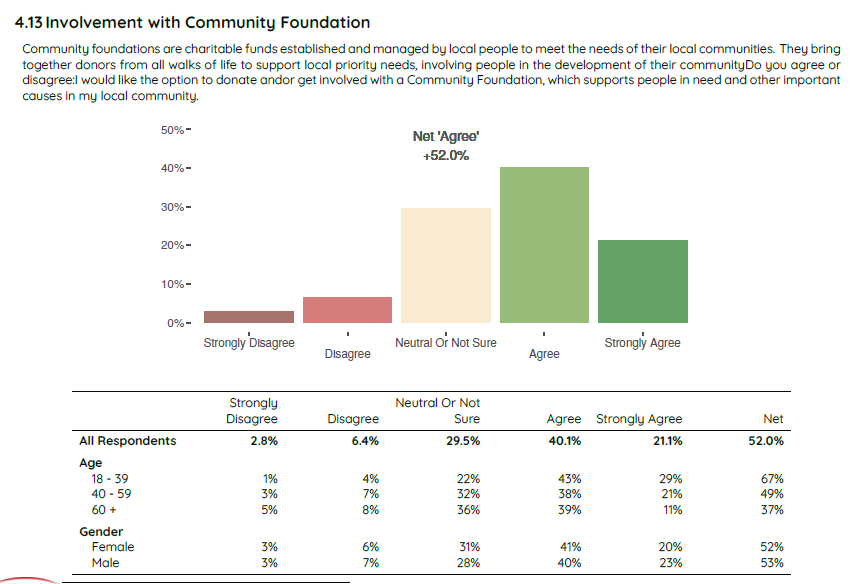 4.13 Involvement with Community Foundation
Community foundations are charitable funds established and managed by local people to meet the needs of their local communities. They bring
together donors from all walks of life to support local priority needs, involving people in the development of their communityDo you agree or
disagree:I would like the option to donate andor get involved with a Community Foundation, which supports people in need and other important
causes in my local community.
Net 'Agree'
+52.0%
50%
40%
30%
20%
10%
0%
Strongly Disagree
Disagree
Neutral Or Not Sure
Agree
Strongly Agree
Strongly Neutral Or Not
Disagree Disagree Sure Agree Strongly Agree Net
All Respondents 2.8% 6.4% 29.5% 40.1% 21.1% 52.0%
Age
18 - 39 1% 4% 22% 43% 29% 67%
40 - 59 3% 7% 32% 38% 21% 49%
60 + 5% 8% 36% 39% 11% 37%
Gender
Female 3% 6% 31% 41% 20% 52%
Male 3% 7% 28% 40% 23% 53%